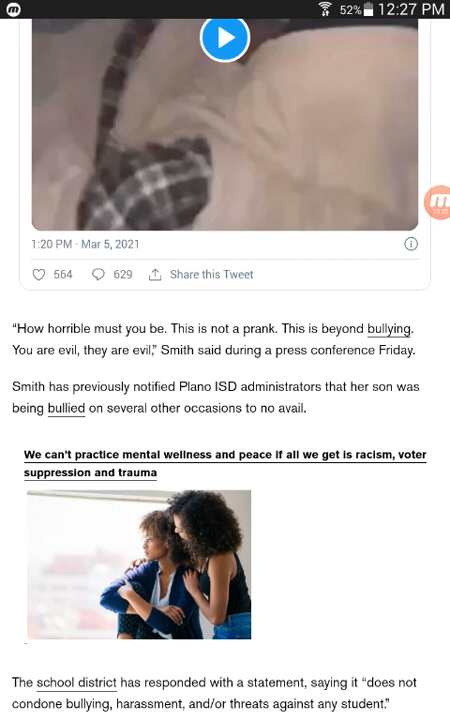 52% 12:27 PM
13:22
1:20 PM · Mar 5, 2021
564 629 Share this Tweet
“How horrible must you be. This is not a prank. This is beyond bullying.
You are evil, they are evil,” Smith said during a press conference Friday.
Smith has previously notified Plano ISD administrators that her son was
being bullied on several other occasions to no avail.
We can’t practice mental wellness and peace if all we get is racism, voter
suppression and trauma
The school district has responded with a statement, saying it “does not
condone bullying, harassment, and/or threats against any student.”